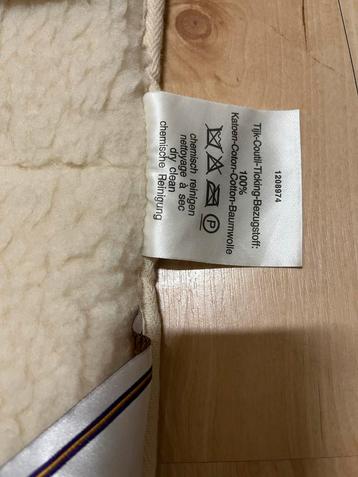 1208974
Tijk-Coutil-Ticking-Bezugstoff:
100%
Katoen-Coton-Cotton-Baumwolle
P
chemisch reinigen
nettoyage à sec
dry clean
chemische Reinigung